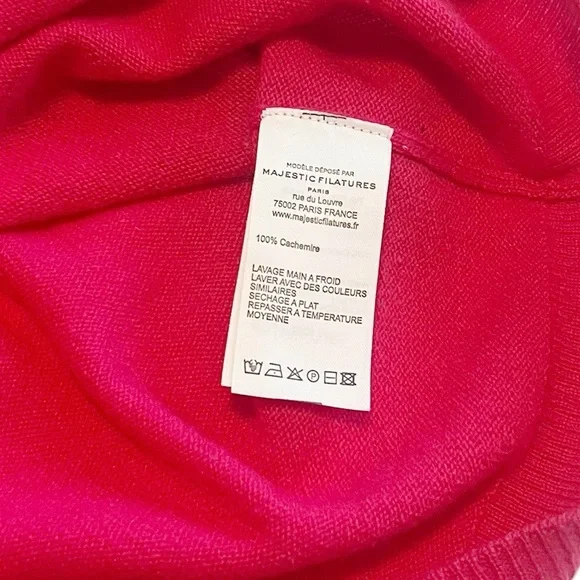 MODÈLE DÉPOSÉ PAR
MAJESTIC FILATURES
PARIS
rue du Louvre
75002 PARIS FRANCE
www.majesticfilatures.fr
100% Cachemire
LAVAGE MAIN A FROID
LAVER AVEC DES COULEURS
SIMILAIRES
SECHAGE A PLAT
REPASSER A TEMPERATURE
MOYENNE
P